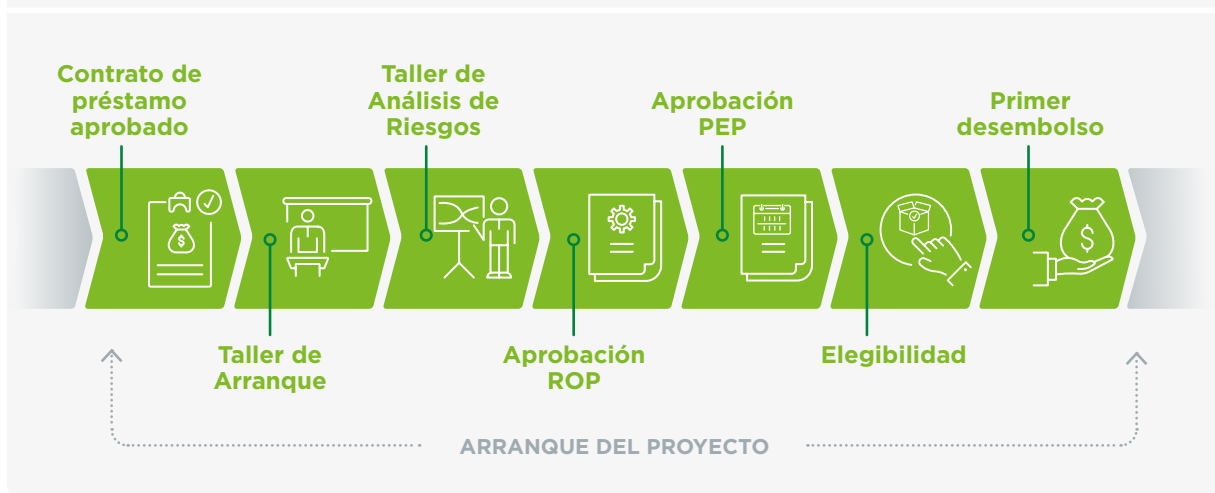 Contrato de
préstamo
aprobado
Taller de
Arranque
Taller de
Análisis de
Riesgos
Aprobación
ROP
Aprobación
PEP
Elegibilidad
Primer
desembolso
$
$
ARRANQUE DEL PROYECTO